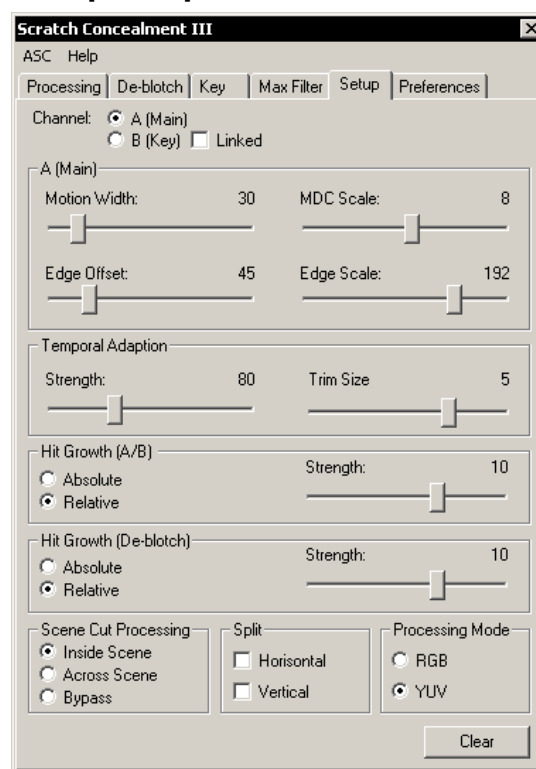 Scratch Concealment III
ASC Help
Processing De-blotch Key Max Filter Setup Preferences
Channel: A (Main)
B (Key) Linked
A (Main)
Motion Width: 30 MDC Scale: 8
Edge Offset: 45 Edge Scale: 192
Temporal Adaption
Strength: 80 Trim Size 5
Hit Growth (A/B)
Strength: 10
Absolute
Relative
Hit Growth (De-blotch)
Strength: 10
Absolute
Relative
Scene Cut Processing Split Processing Mode
Inside Scene Horisontal RGB
Across Scene
Bypass Vertical YUV
Clear